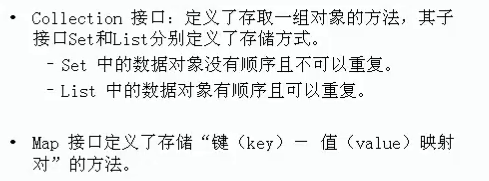 • Collection 接口：定义了存取一组对象的方法，其子
接口Set和List分别定义了存储方式。
－Set 中的数据对象没有顺序且不可以重复。
－List 中的数据对象有顺序且可以重复。
• Map 接口定义了存储“键（key）－ 值（value）映射
对”的方法。